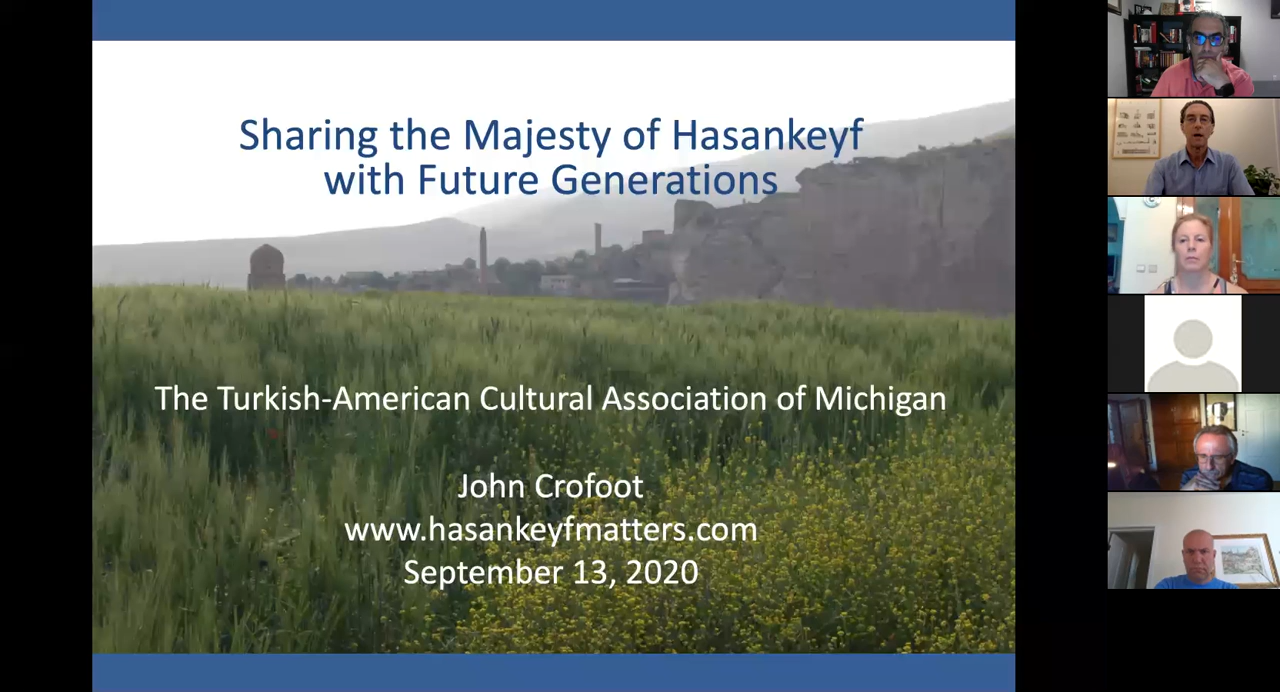 Sharing the Majesty of Hasankeyf
with Future Generations
The Turkish-American Cultural Association of Michigan
John Crofoot
www.hasankeyfmatters.com
September 13, 2020